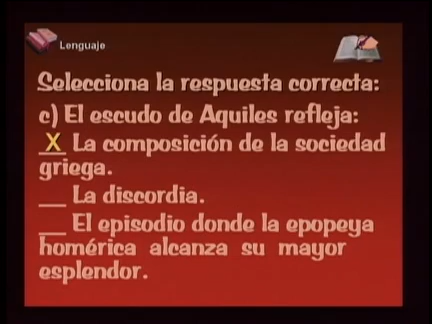 Lenguaje
Selecciona la respuesta correcta:
c) El escudo de Aquiles refleja:
X La composición de la sociedad
griega.
__ La discordia.
__ El episodio donde la epopeya
homérica alcanza su mayor
esplendor.